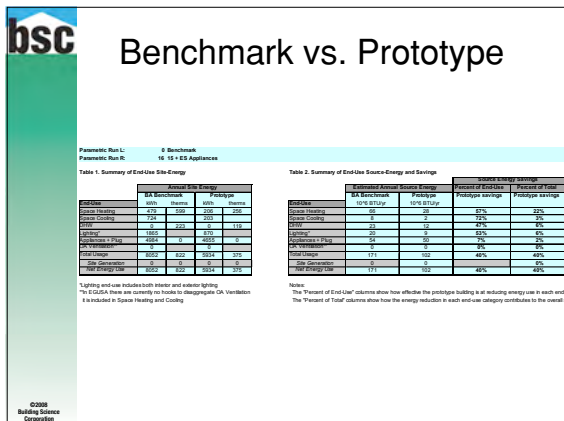 bsc
Benchmark vs. Prototype
Parametric Run L: 0 Benchmark
Parametric Run R: 16 15 + ES Appliances
Table 1. Summary of End-Use Site-Energy
Annual Site Energy
BA Benchmark Prototype
End-Use kWh therms kWh therms
Space Heating 479 599 206 256
Space Cooling 724 203
DHW 0 223 0 119
Lighting* 1865 870
Appliances + Plug 4984 0 4655 0
OA Ventilation**
Total Usage 8052 822 5934 375
Site Generation 0 0 0 0
Net Energy Use 8052 822 5934 375
*Lighting end-use includes both interior and exterior lighting
**In EGUSA there are currently no hooks to disaggregate OA Ventilation
it is included in Space Heating and Cooling
Table 2. Summary of End-Use Source-Energy and Savings
Source Energy Savings
Estimated Annual Source Energy Percent of End-Use Percent of Total
BA Benchmark Prototype Prototype savings Prototype savings
End-Use 10^6 BTU/yr 10^6 BTU/yr
Space Heating 66 28 57% 22%
Space Cooling 8 2 72% 3%
DHW 23 12 47% 6%
Lighting* 20 9 53% 6%
Appliances + Plug 54 50 7% 2%
OA Ventilation** 0 0 0% 0%
Total Usage 171 102 40% 40%
Site Generation 0 0 0%
Net Energy Use 171 102 40% 40%
Notes:
The "Percent of End-Use" columns show how effective the prototype building is at reducing energy use in each end
The "Percent of Total" columns show how the energy reduction in each end-use category contributes to the overall
©2008
Building Science
Corporation